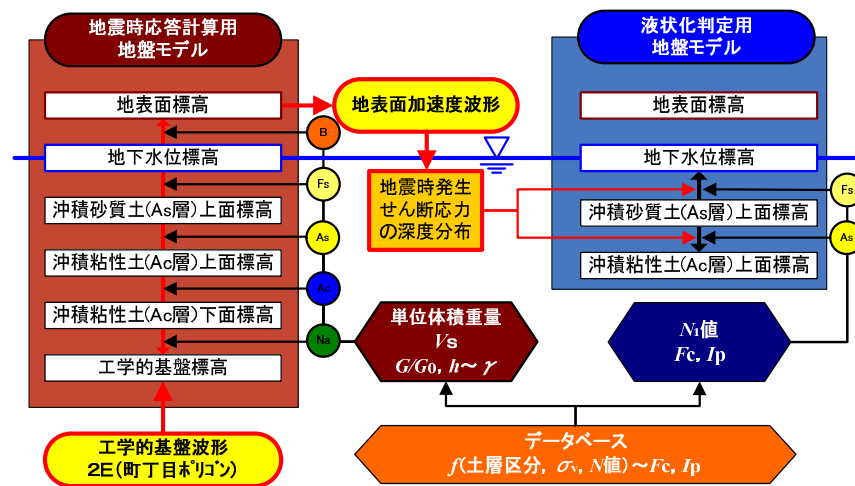 地震時応答計算用
地盤モデル
地表面標高
地下水位標高
沖積砂質土(As層)上面標高
沖積粘性土(Ac層)上面標高
沖積粘性土(Ac層)下面標高
工学的基盤標高
工学的基盤波形
2E(町丁目ﾎﾟﾘｺﾞﾝ)
B
Fs
As
Ac
Na
地表面加速度波形
地震時発生
せん断応力
の深度分布
単位体積重量
Vs
G/G0, h~γ
液状化判定用
地盤モデル
地表面標高
地下水位標高
沖積砂質土(As層)上面標高
沖積粘性土(Ac層)上面標高
Fs
As
N1値
Fc, Ip
データベース
f(土層区分, σv, N値)~Fc, Ip